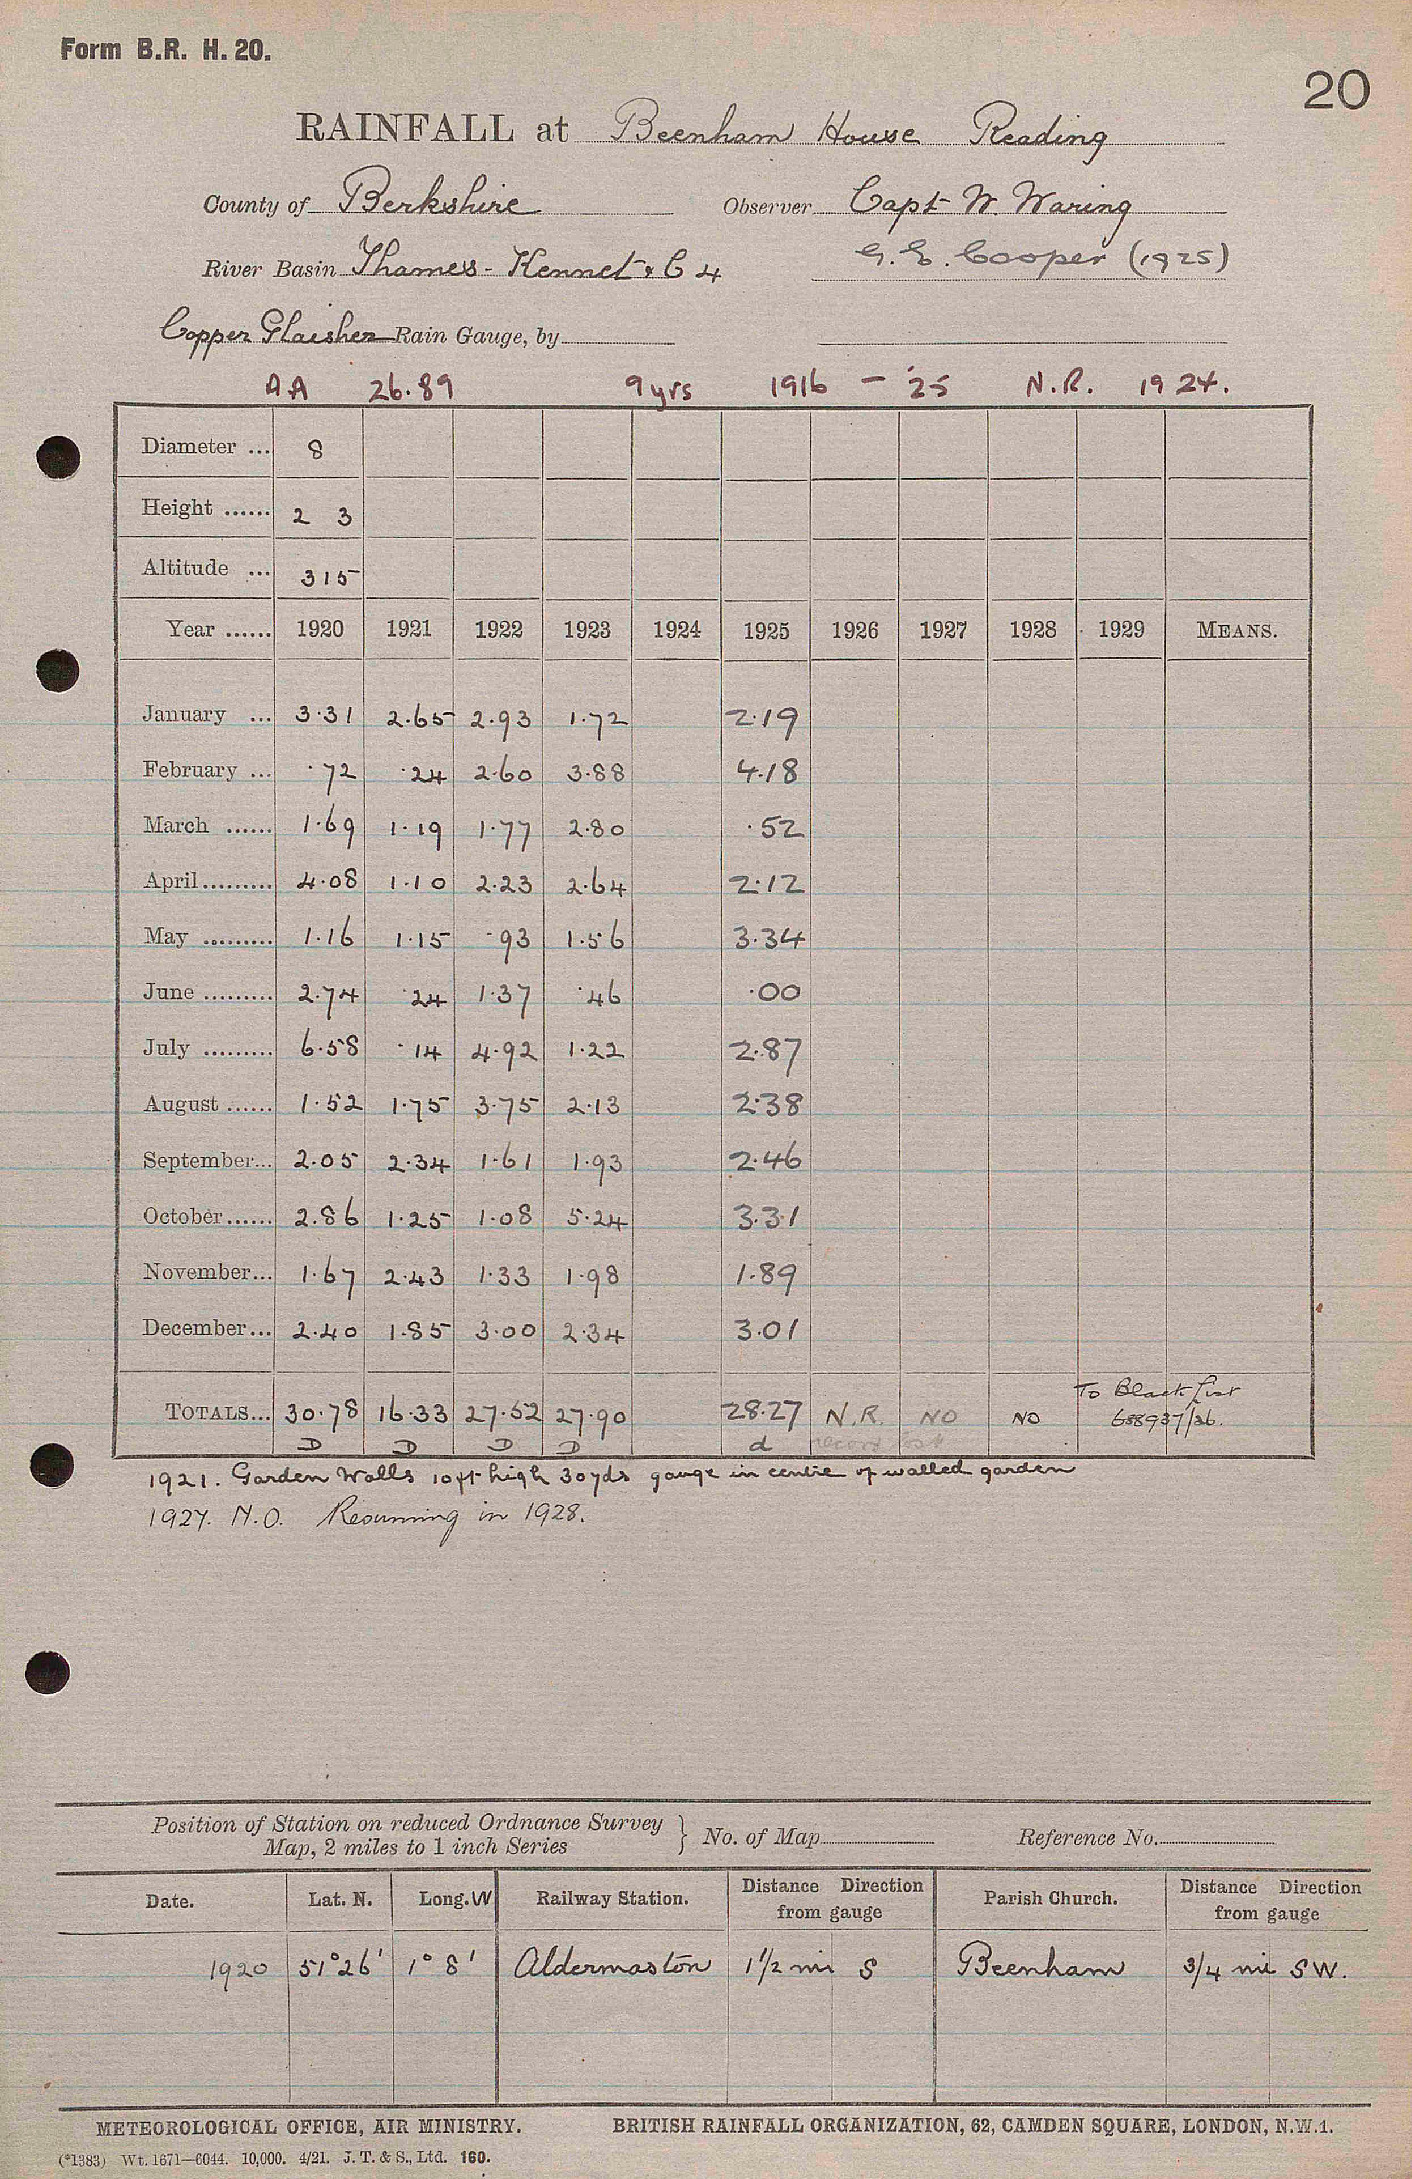 Form B.R. H. 20.
20
RAINFALL at Beenham House Reading
County of Berkshire Observer Capt W. Waring
River Basin Thames - Kennet & C 4 G. E. Cooper (1925)
Copper Glaisher Rain Gauge, by
AA 26.89 9 yrs 1916 - '25 N.R. 1924.
Diameter ... 8
Height ...... 2 3
Altitude ... 315
Year ...... 1920 1921 1922 1923 1924 1925 1926 1927 1928 1929 MEANS.
January ... 3.31 2.65 2.93 1.72 2.19
February ... .72 .24 2.60 3.88 4.18
March ...... 1.69 1.19 1.77 2.80 .52
April......... 4.08 1.10 2.23 2.64 2.12
May ......... 1.16 1.15 .93 1.56 3.34
June ......... 2.74 .24 1.37 .46 .00
July ......... 6.58 .14 4.92 1.22 2.87
August ...... 1.52 1.75 3.75 2.13 2.38
September... 2.05 2.34 1.61 1.93 2.46
October...... 2.86 1.25 1.08 5.24 3.31
November... 1.67 2.43 1.33 1.98 1.89
December... 2.40 1.85 3.00 2.34 3.01
To Black List
TOTALS... 30.78 16.33 27.52 27.90 28.27 N.R. NO NO 688937/26.
D D D D d record lost
1921. Garden Walls 10ft high 30yds gauge in centre of walled garden
1927. N.O. Resuming in 1928.
Position of Station on reduced Ordnance Survey
Map, 2 miles to 1 inch Series } No. of Map Reference No.
Date. Lat. N. Long. W Railway Station. Distance Direction from gauge Parish Church. Distance Direction from gauge
1920 51°26' 1° 8' Aldermaston 1 1/2 mi S Beenham 3/4 mi SW.
METEOROLOGICAL OFFICE, AIR MINISTRY. BRITISH RAINFALL ORGANIZATION, 62, CAMDEN SQUARE, LONDON, N.W.1.
(*1383) Wt. 1671—6044. 10,000. 4/21. J. T. & S., Ltd. 160.